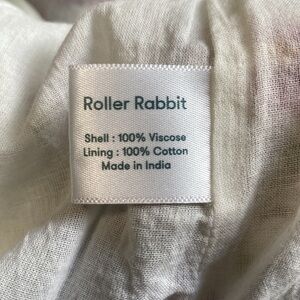 Roller Rabbit
Shell : 100% Viscose
Lining : 100% Cotton
Made in India